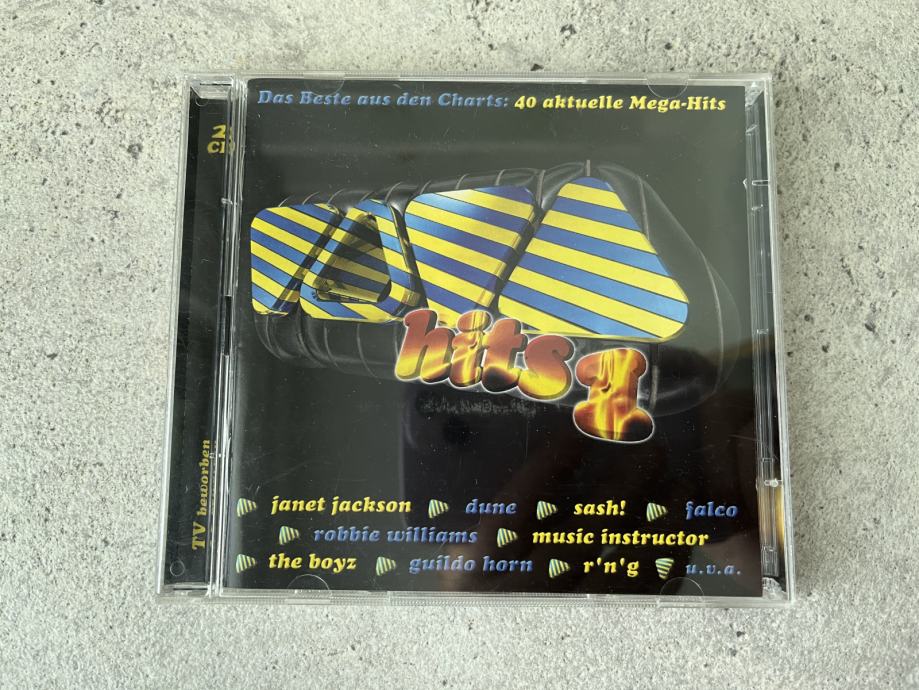 Das Beste aus den Charts: 40 aktuelle Mega-Hits
2
hits 1
TV beworben
janet jackson dune sash! falco
robbie williams music instructor
the boyz guildo horn r'n'g u.v.a.